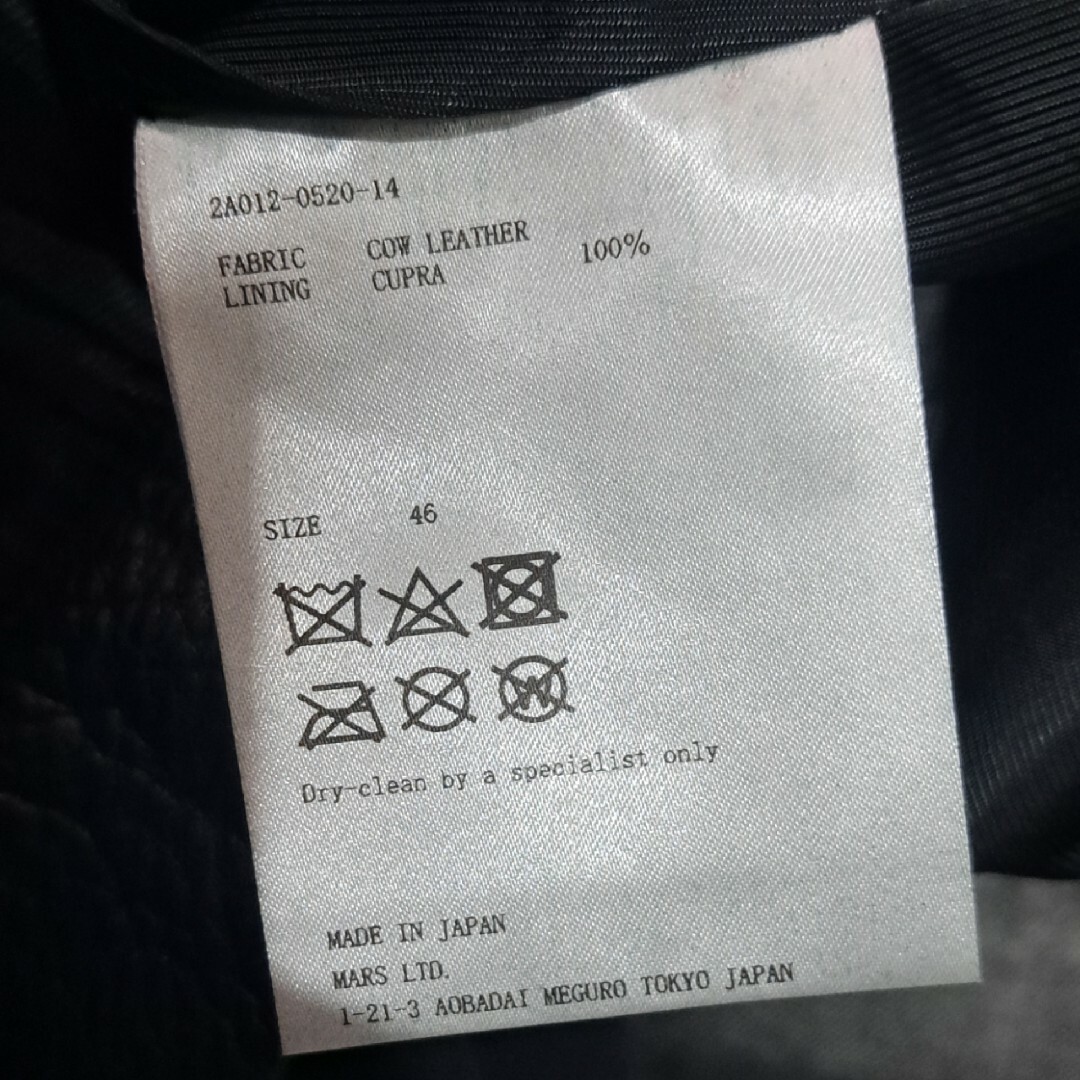 2A012-0520-14
FABRIC COW LEATHER
LINING CUPRA 100%
SIZE 46
W
Dry-clean by a specialist only
MADE IN JAPAN
MARS LTD.
1-21-3 AOBADAI MEGURO TOKYO JAPAN